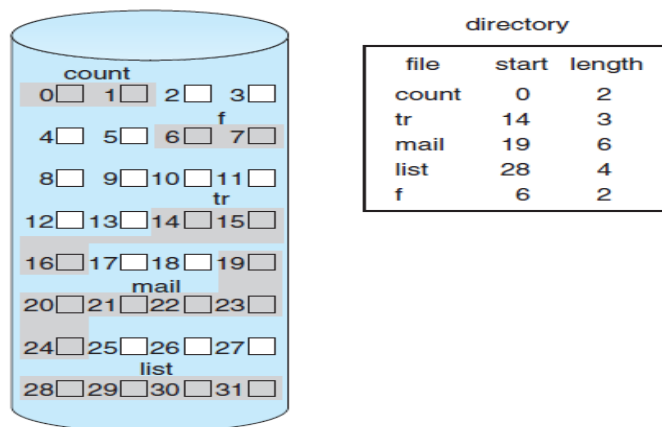 count
0 1 2 3
f
4 5 6 7
8 9 10 11
tr
12 13 14 15
16 17 18 19
mail
20 21 22 23
24 25 26 27
list
28 29 30 31
directory
file start length
count 0 2
tr 14 3
mail 19 6
list 28 4
f 6 2